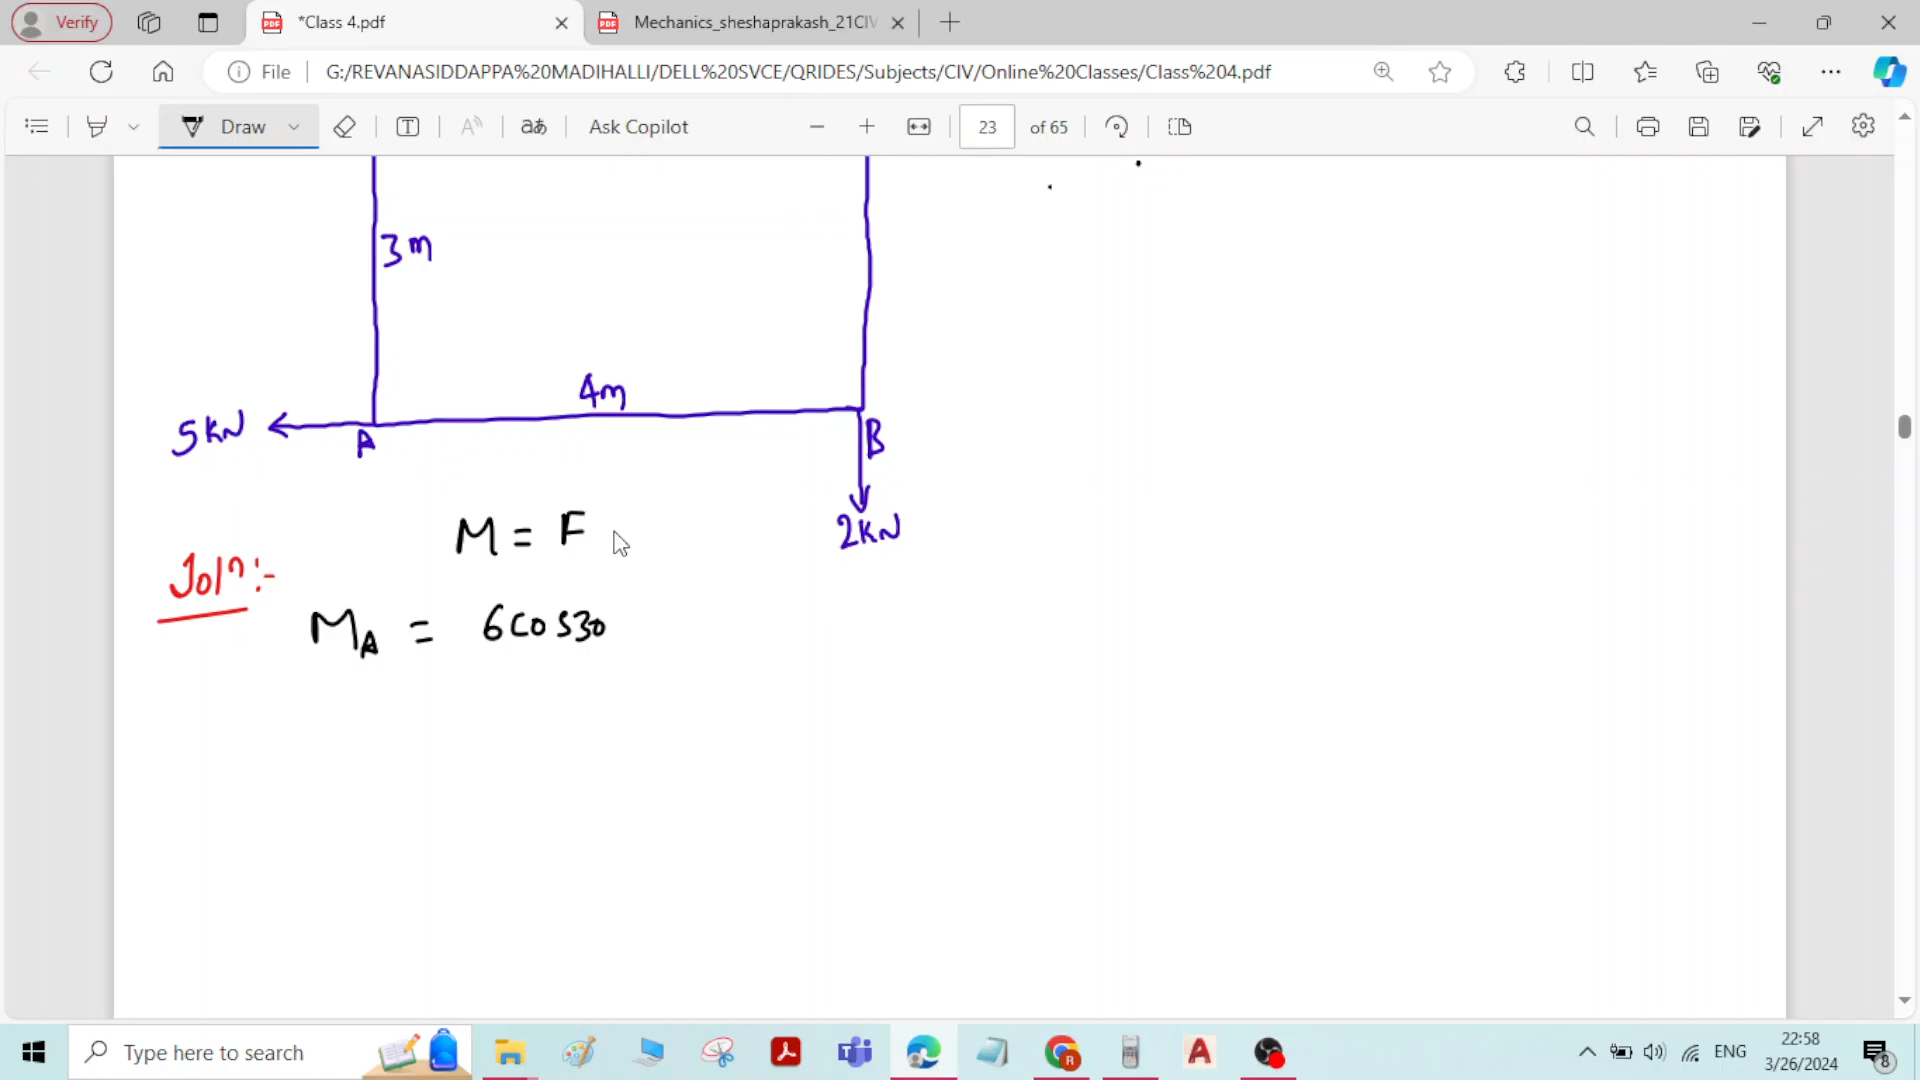 Verify
*Class 4.pdf
Mechanics_sheshaprakash_21CIV
File
G:/REVANASIDDAPPA%20MADIHALLI/DELL%20SVCE/QRIDES/Subjects/CIV/Online%20Classes/Class%204.pdf
Draw
Ask Copilot
23
of 65
3m
4m
5KN
A
B
2KN
M = F
Soln:-
MA = 6cos30
Type here to search
ENG
22:58
3/26/2024
8